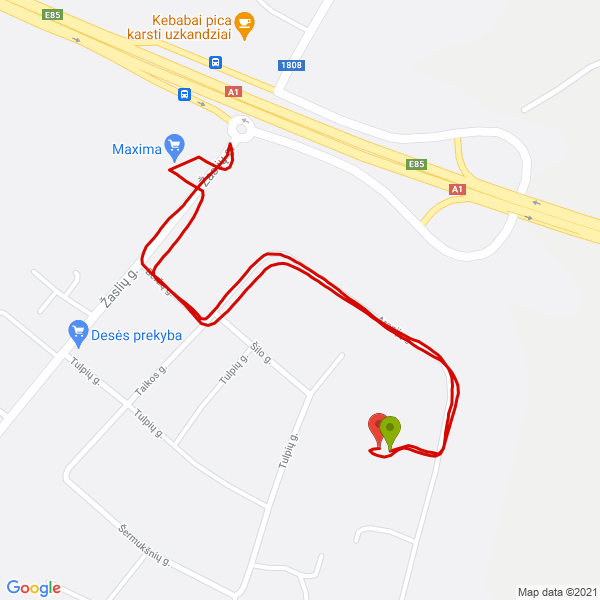 E85
Kebabai pica
karsti uzkandziai
1808
A1
Maxima
Žaslių g.
E85
A1
Žaslių g.
Desės prekyba
Šilo g.
Tulpių g.
Tulpių g.
Taikos g.
Tulpių g.
Tulpių g.
Šermukšnių g.
Google
Map data ©2021